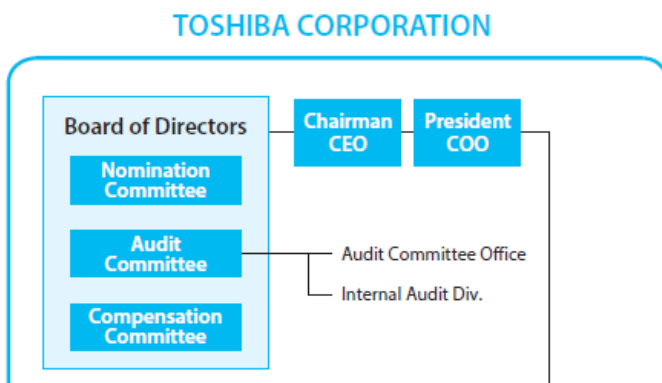 TOSHIBA CORPORATION
Board of Directors
Nomination
Committee
Audit
Committee
Compensation
Committee
Chairman
CEO
President
COO
Audit Committee Office
Internal Audit Div.